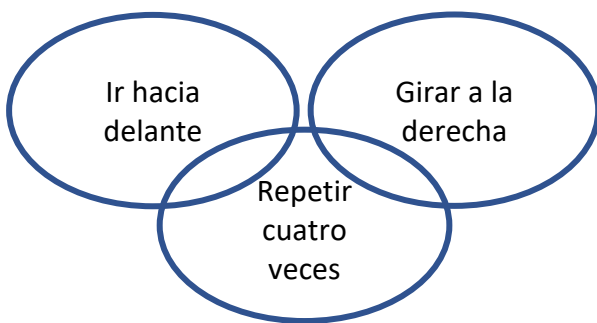 Ir hacia
delante
Girar a la
derecha
Repetir
cuatro
veces